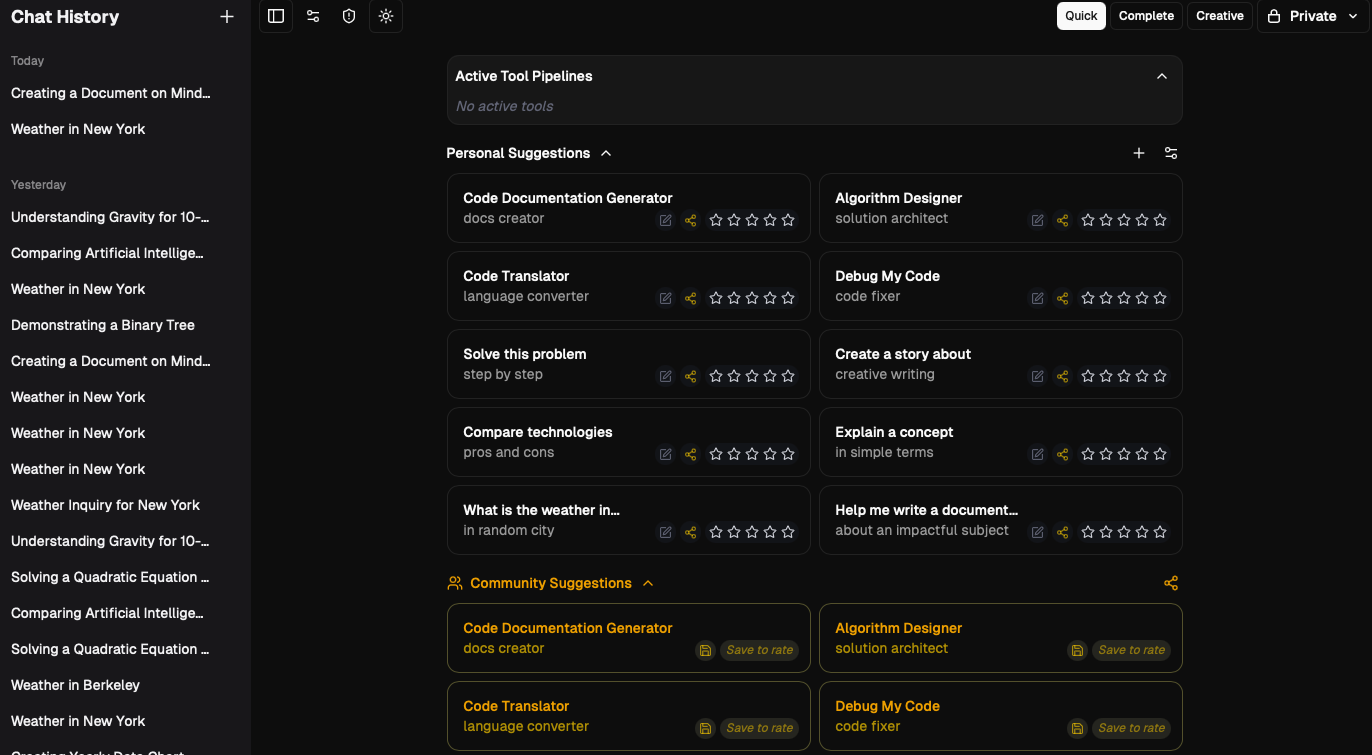 Chat History
Today
Creating a Document on Mind...
Weather in New York
Yesterday
Understanding Gravity for 10-...
Comparing Artificial Intellige...
Weather in New York
Demonstrating a Binary Tree
Creating a Document on Mind...
Weather in New York
Weather in New York
Weather in New York
Weather Inquiry for New York
Understanding Gravity for 10-...
Solving a Quadratic Equation ...
Comparing Artificial Intellige...
Solving a Quadratic Equation ...
Weather in Berkeley
Weather in New York
Creating Yearly Data Chart
Quick Complete Creative Private
Active Tool Pipelines
No active tools
Personal Suggestions
Code Documentation Generator
docs creator
Algorithm Designer
solution architect
Code Translator
language converter
Debug My Code
code fixer
Solve this problem
step by step
Create a story about
creative writing
Compare technologies
pros and cons
Explain a concept
in simple terms
What is the weather in...
in random city
Help me write a document...
about an impactful subject
Community Suggestions
Code Documentation Generator
docs creator
Save to rate
Algorithm Designer
solution architect
Save to rate
Code Translator
language converter
Save to rate
Debug My Code
code fixer
Save to rate